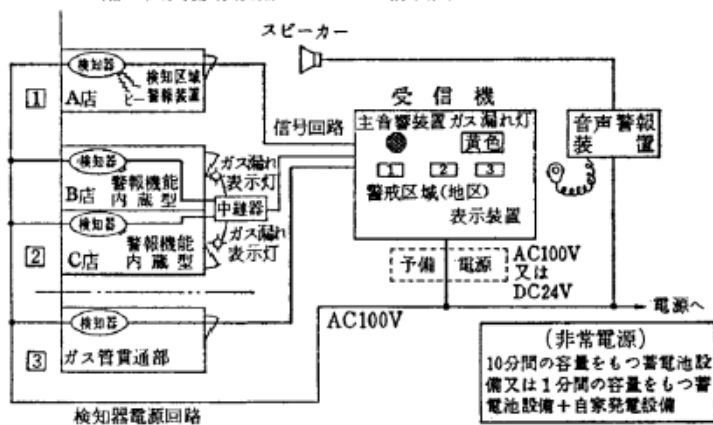 スピーカー
検知器
検知区域
ピー警報装置
1
A店
信号回路
受信機
主音響装置 ガス漏れ灯
黄色
1 2 3
警戒区域(地区)
表示装置
音声警報
装置
検知器
ガス漏れ
表示灯
警報機能
B店 内蔵型
中継器
検知器
2
警報機能
C店 内蔵型
ガス漏れ
表示灯
予備電源
AC100V
又は
DC24V
電源へ
AC100V
検知器
3
ガス管貫通部
検知器電源回路
(非常電源)
10分間の容量をもつ蓄電池設
備又は1分間の容量をもつ蓄
電池設備+自家発電設備